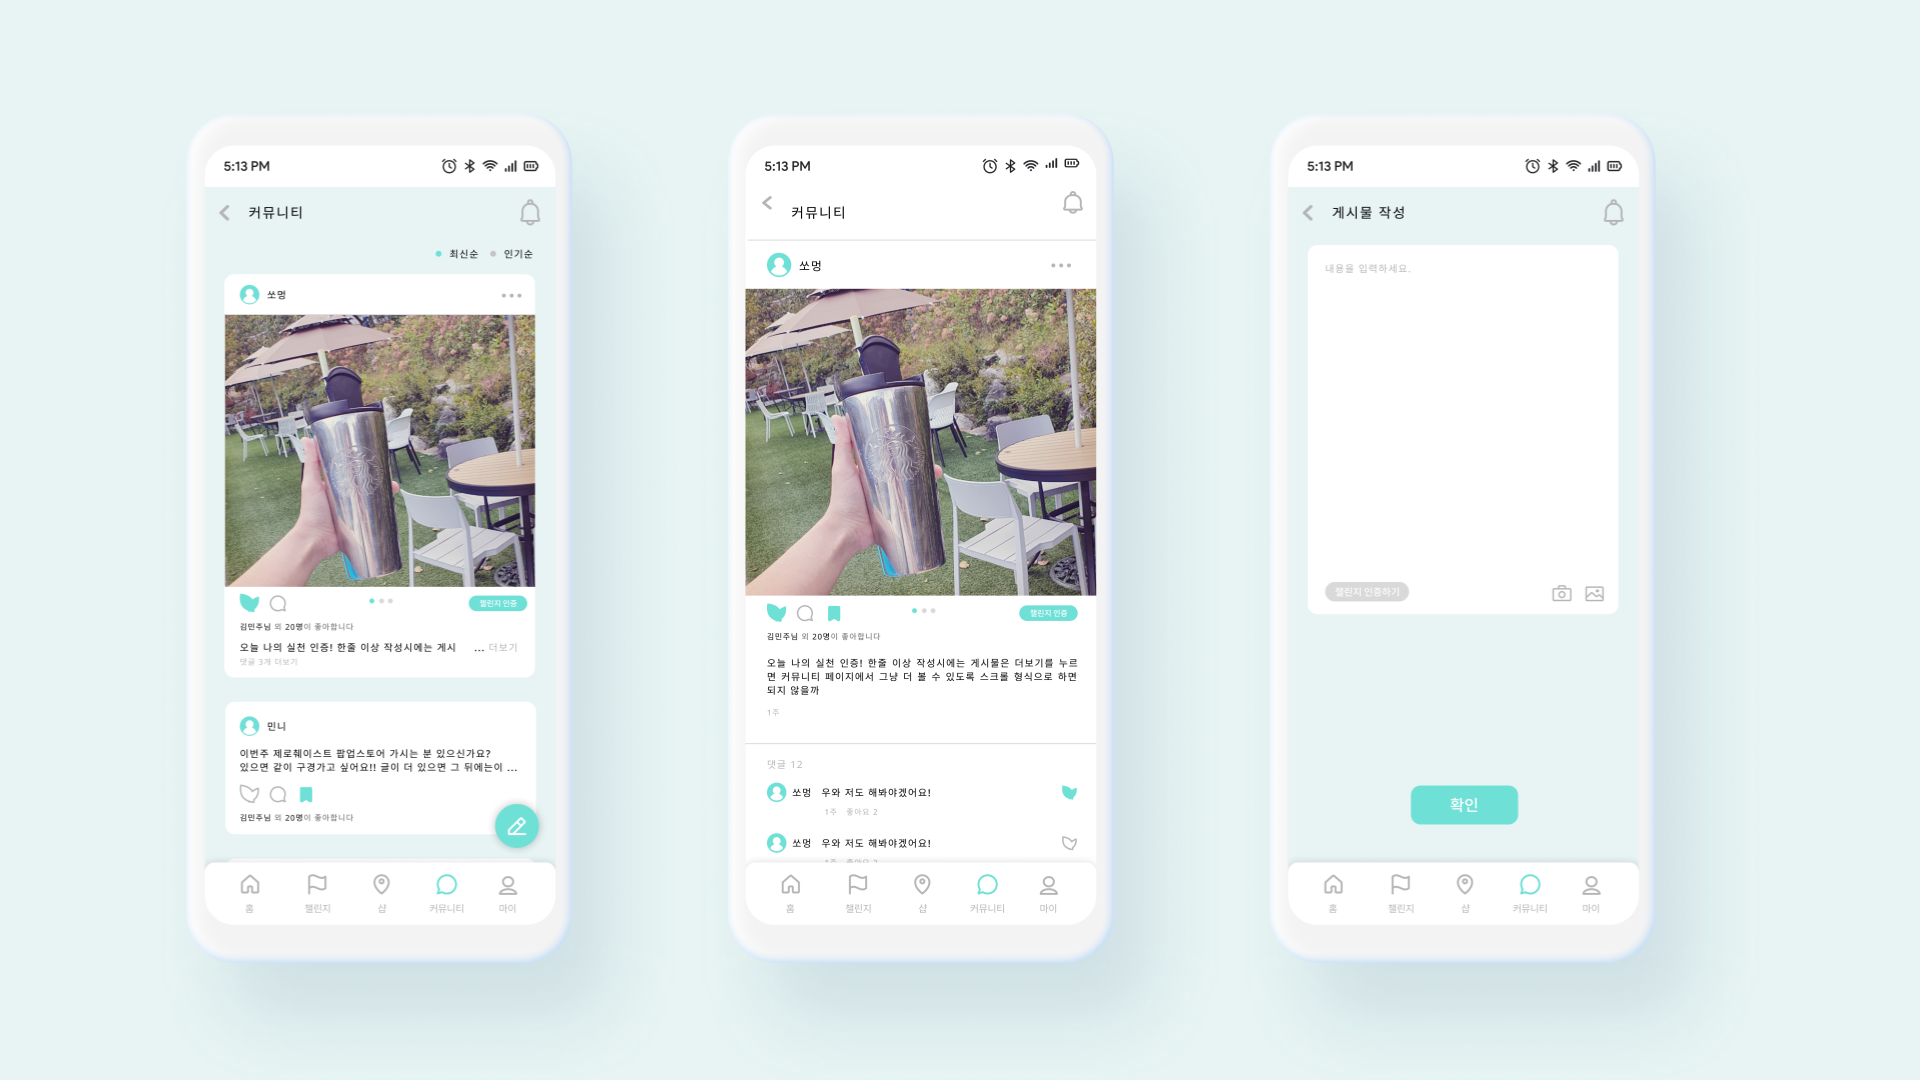 5:13 PM
커뮤니티
최신순 인기순
쏘멍
챌린지 인증
김민주님 외 20명이 좋아합니다
오늘 나의 실천 인증! 한줄 이상 작성시에는 게시 ... 더보기
댓글 3개 더보기
민니
이번주 제로웨이스트 팝업스토어 가시는 분 있으신가요?
있으면 같이 구경가고 싶어요!! 글이 더 있으면 그 뒤에는이 ...
김민주님 외 20명이 좋아합니다
홈 챌린지 샵 커뮤니티 마이
5:13 PM
커뮤니티
쏘멍
챌린지 인증
김민주님 외 20명이 좋아합니다
오늘 나의 실천 인증! 한줄 이상 작성시에는 게시물은 더보기를 누르
면 커뮤니티 페이지에서 그냥 더 볼 수 있도록 스크롤 형식으로 하면
되지 않을까
1주
댓글 12
쏘멍 우와 저도 해봐야겠어요!
1주 좋아요 2
쏘멍 우와 저도 해봐야겠어요!
1주 좋아요 2
홈 챌린지 샵 커뮤니티 마이
5:13 PM
게시물 작성
내용을 입력하세요.
챌린지 인증하기
확인
홈 챌린지 샵 커뮤니티 마이